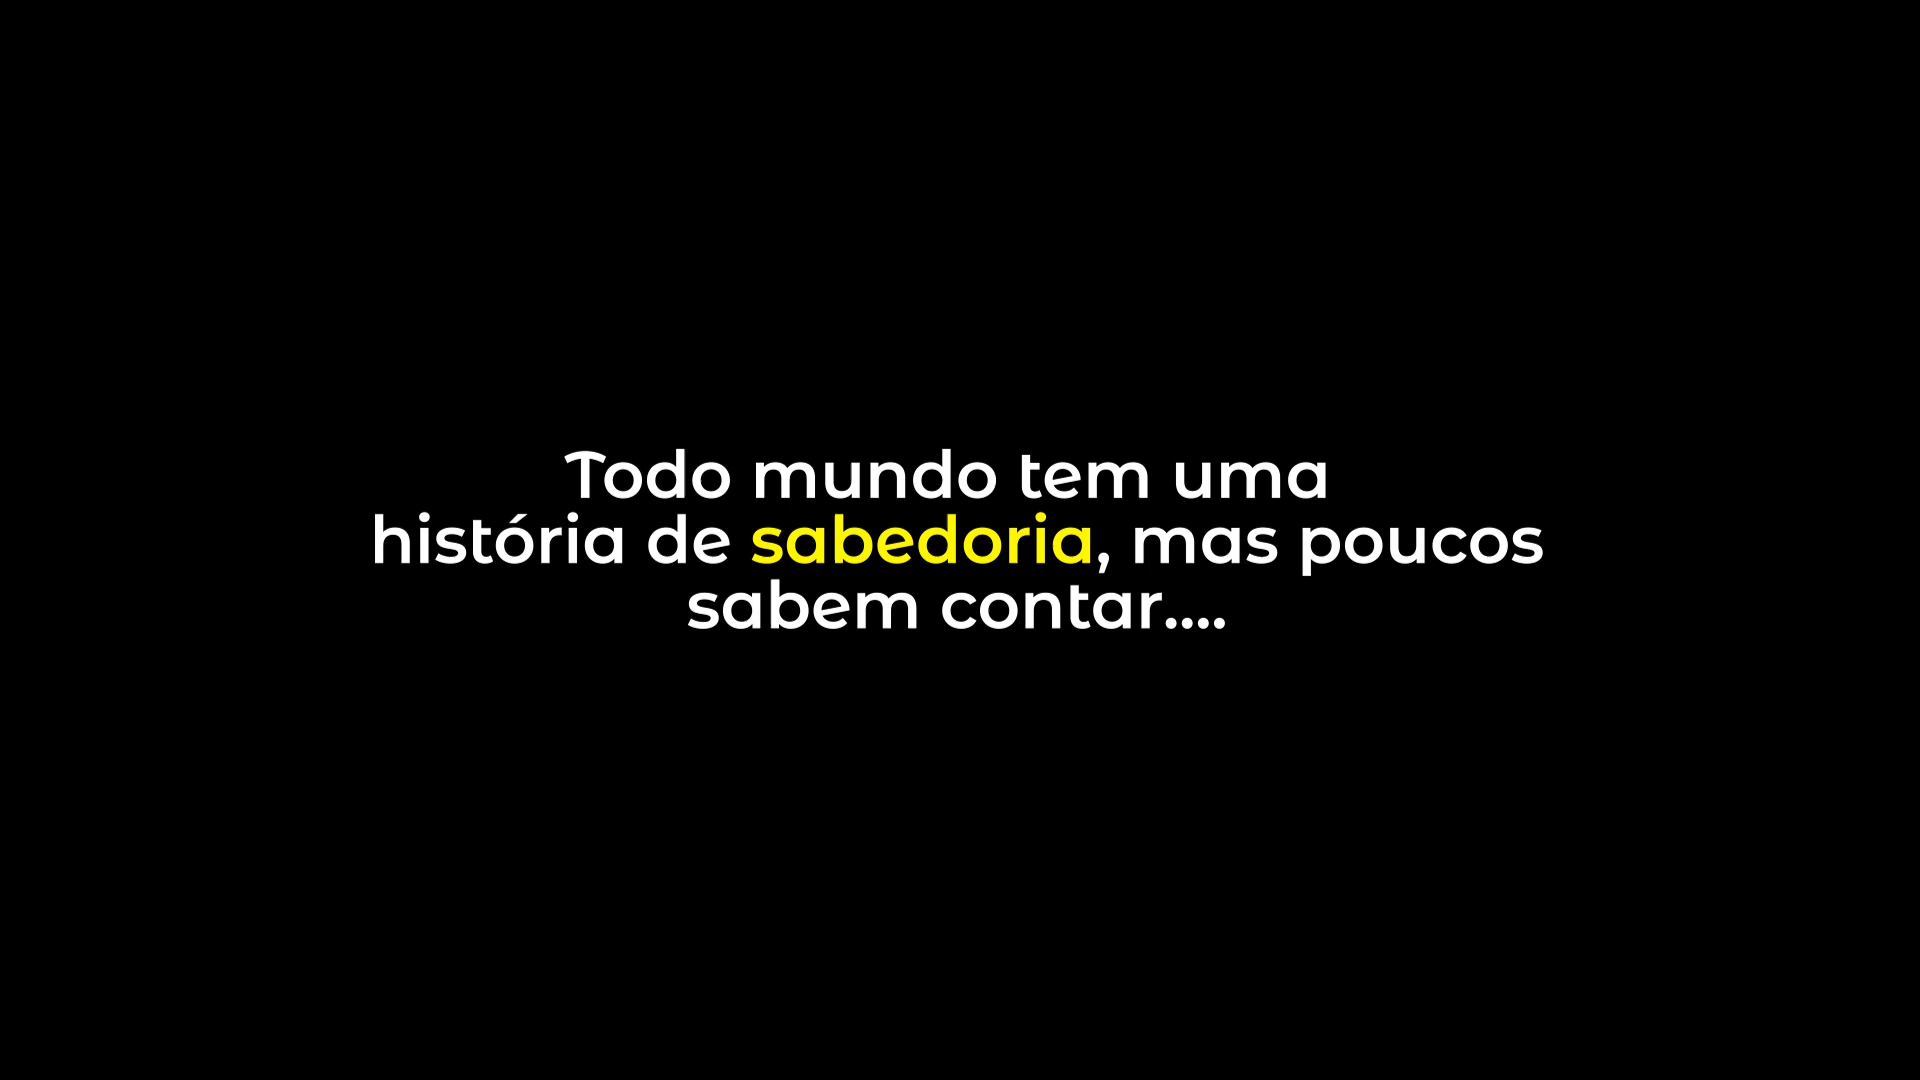 Todo mundo tem uma
história de sabedoria, mas poucos
sabem contar....